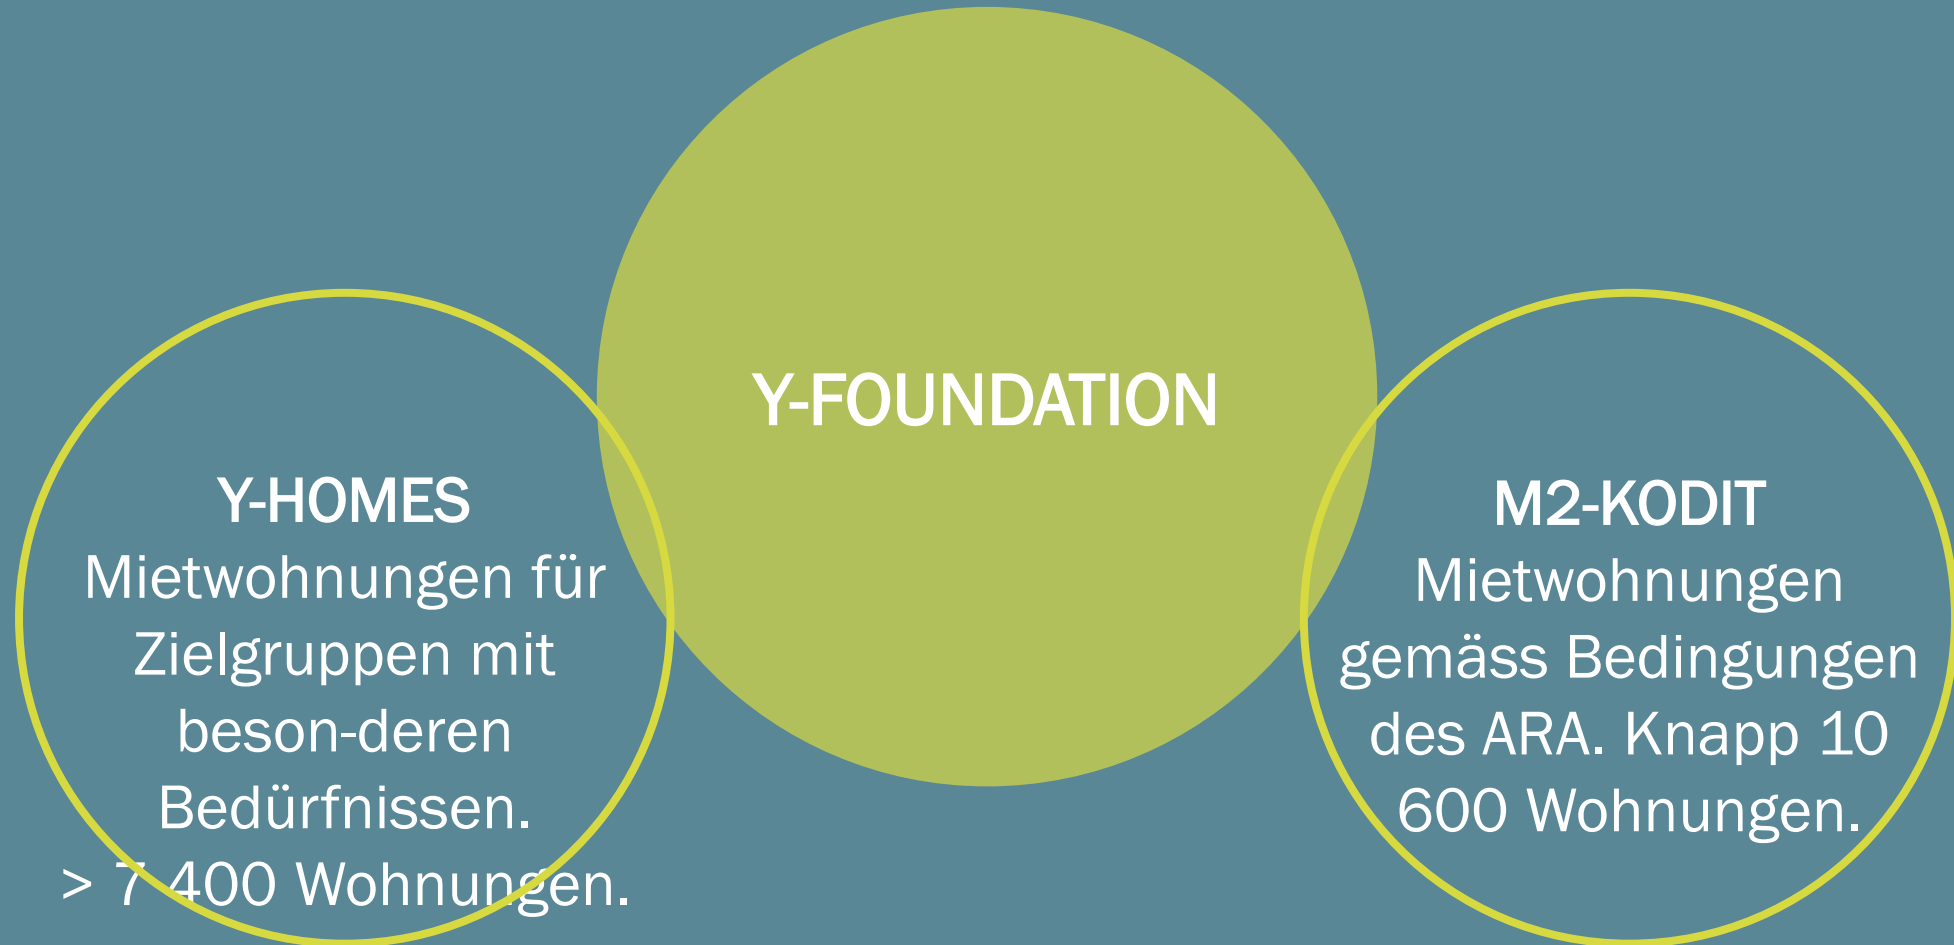 Y-FOUNDATION
Y-HOMES
Mietwohnungen für
Zielgruppen mit
beson-deren
Bedürfnissen.
> 7 400 Wohnungen.
M2-KODIT
Mietwohnungen
gemäss Bedingungen
des ARA. Knapp 10
600 Wohnungen.